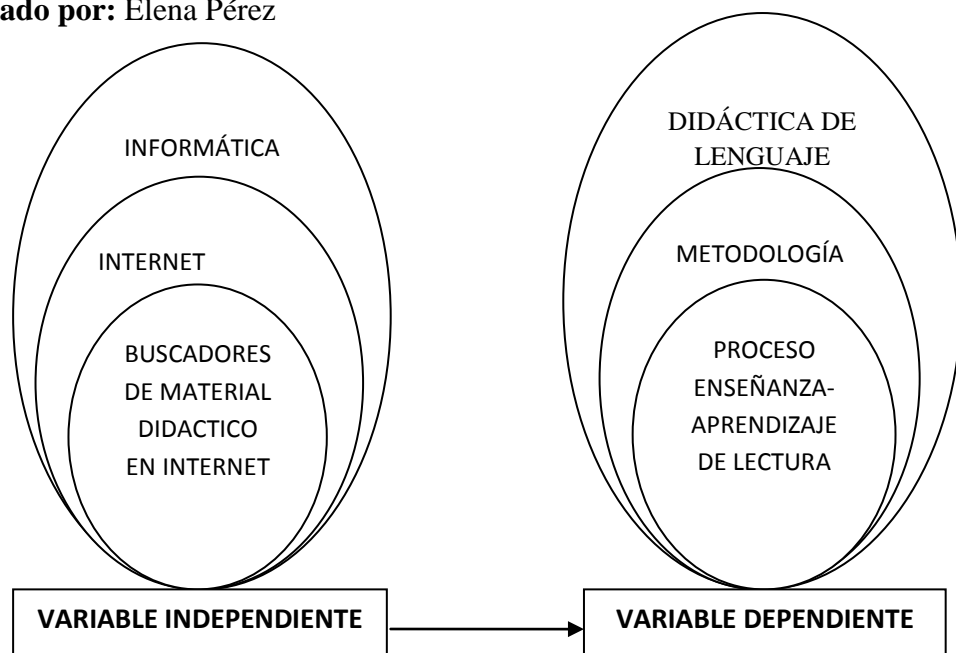 ado por: Elena Pérez
INFORMÁTICA
INTERNET
BUSCADORES
DE MATERIAL
DIDACTICO
EN INTERNET
VARIABLE INDEPENDIENTE
DIDÁCTICA DE
LENGUAJE
METODOLOGÍA
PROCESO
ENSEÑANZA-
APRENDIZAJE
DE LECTURA
VARIABLE DEPENDIENTE